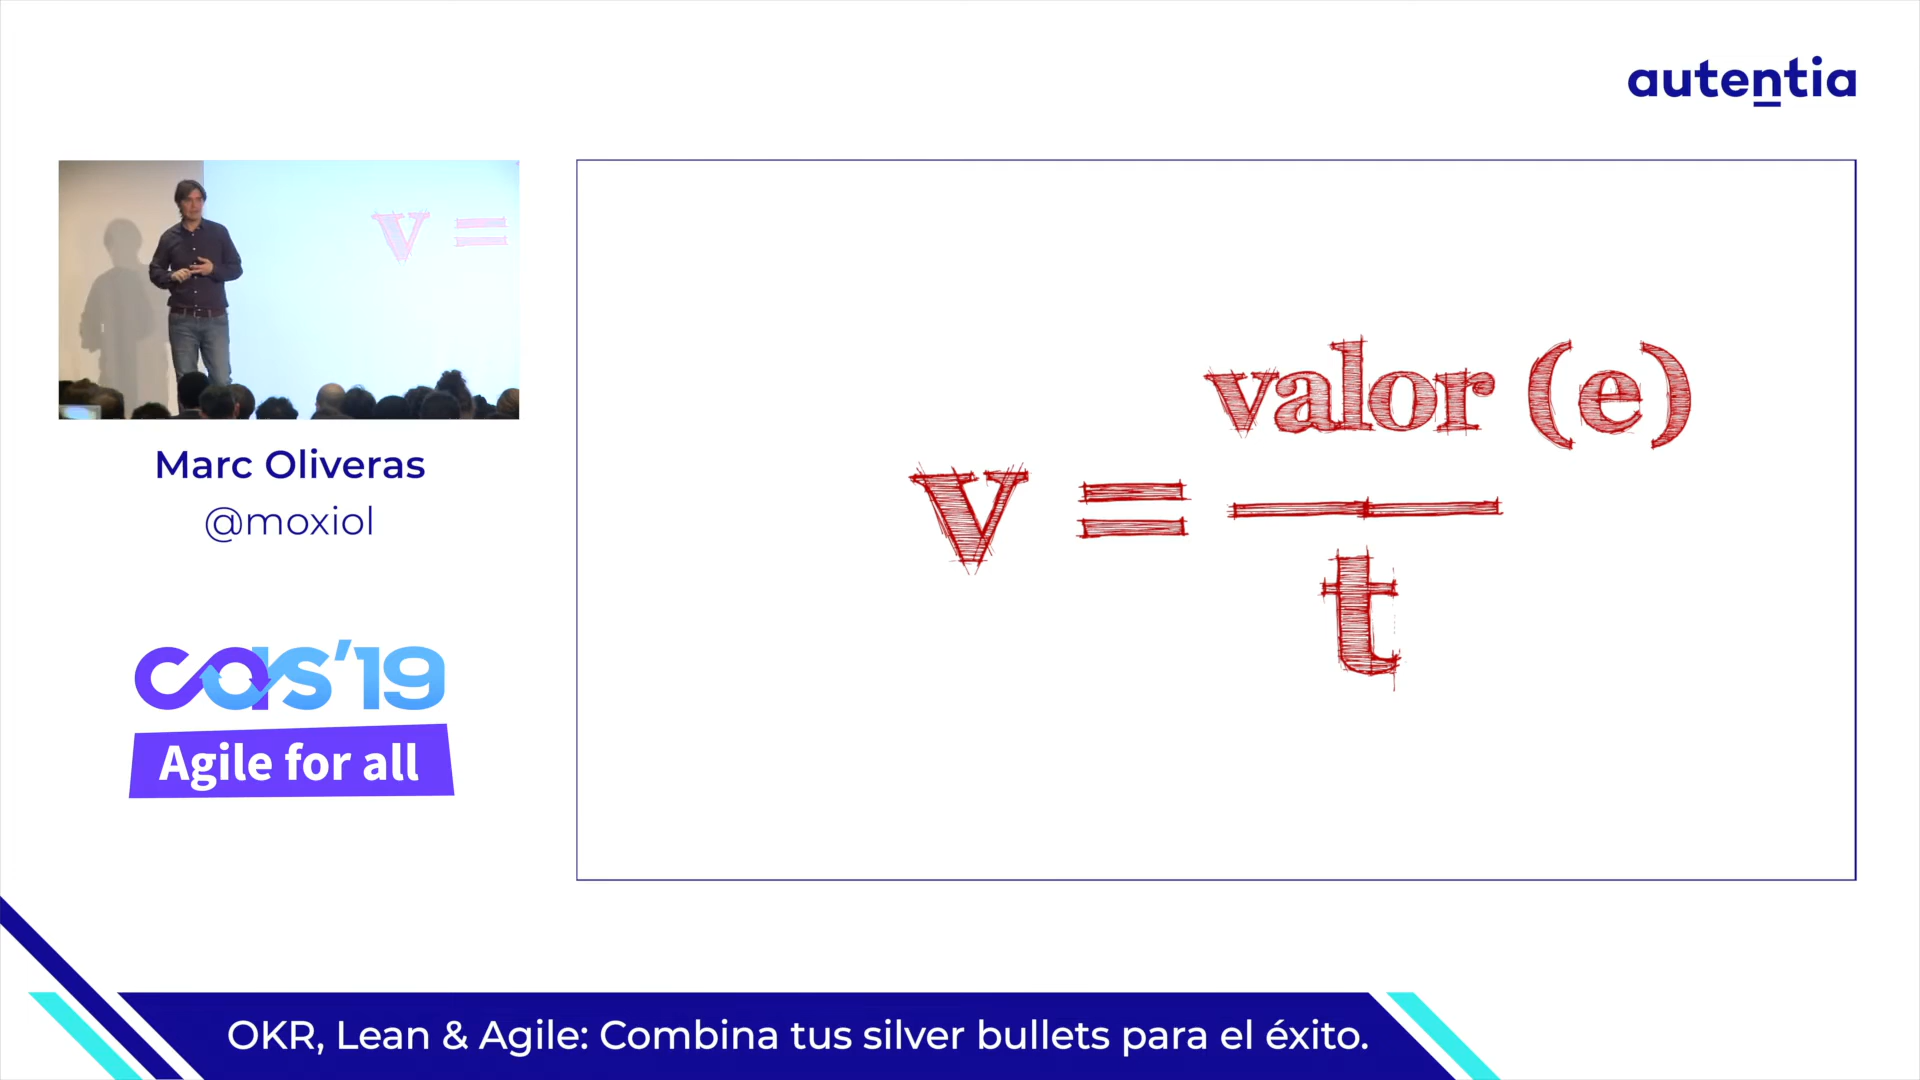 autentia
v =
Marc Oliveras
@moxiol
cas'19
Agile for all
valor (e)
v =
t
OKR, Lean & Agile: Combina tus silver bullets para el éxito.